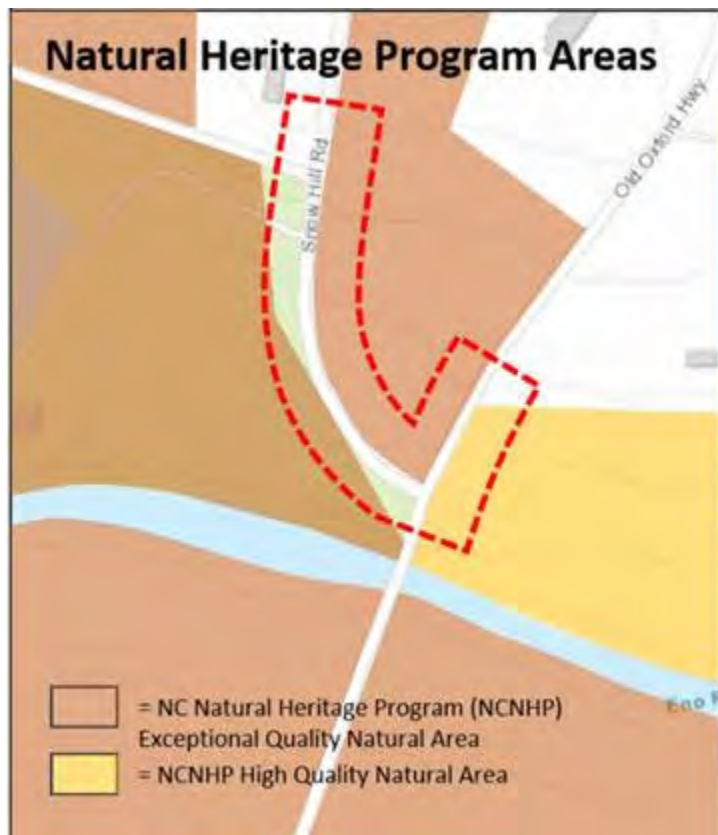 Natural Heritage Program Areas
Snow Hill Rd
Old Oxford Hwy
Eno R
= NC Natural Heritage Program (NCNHP)
Exceptional Quality Natural Area
= NCNHP High Quality Natural Area